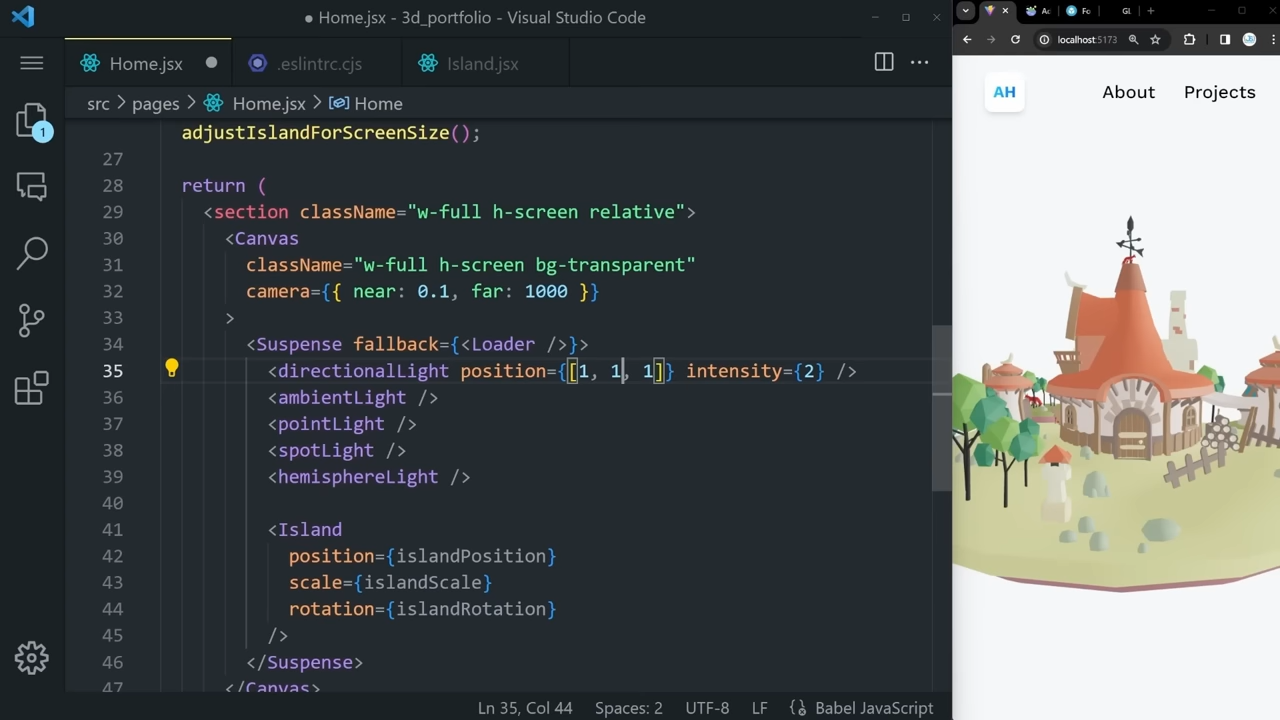 Home.jsx - 3d_portfolio - Visual Studio Code
Home.jsx
.eslintrc.cjs
Island.jsx
src > pages > Home.jsx > Home
1
adjustIslandForScreenSize();
27
28 return (
29 <section className="w-full h-screen relative">
30 <Canvas
31 className="w-full h-screen bg-transparent"
32 camera={{ near: 0.1, far: 1000 }}
33 >
34 <Suspense fallback={<Loader />}>
35 <directionalLight position={[1, 1, 1]} intensity={2} />
36 <ambientLight />
37 <pointLight />
38 <spotLight />
39 <hemisphereLight />
40
41 <Island
42 position={islandPosition}
43 scale={islandScale}
44 rotation={islandRotation}
45 />
46 </Suspense>
47 </Canvas>
Ln 35, Col 44 Spaces: 2 UTF-8 LF Babel JavaScript
Fo
localhost:5173
AH
About Projects